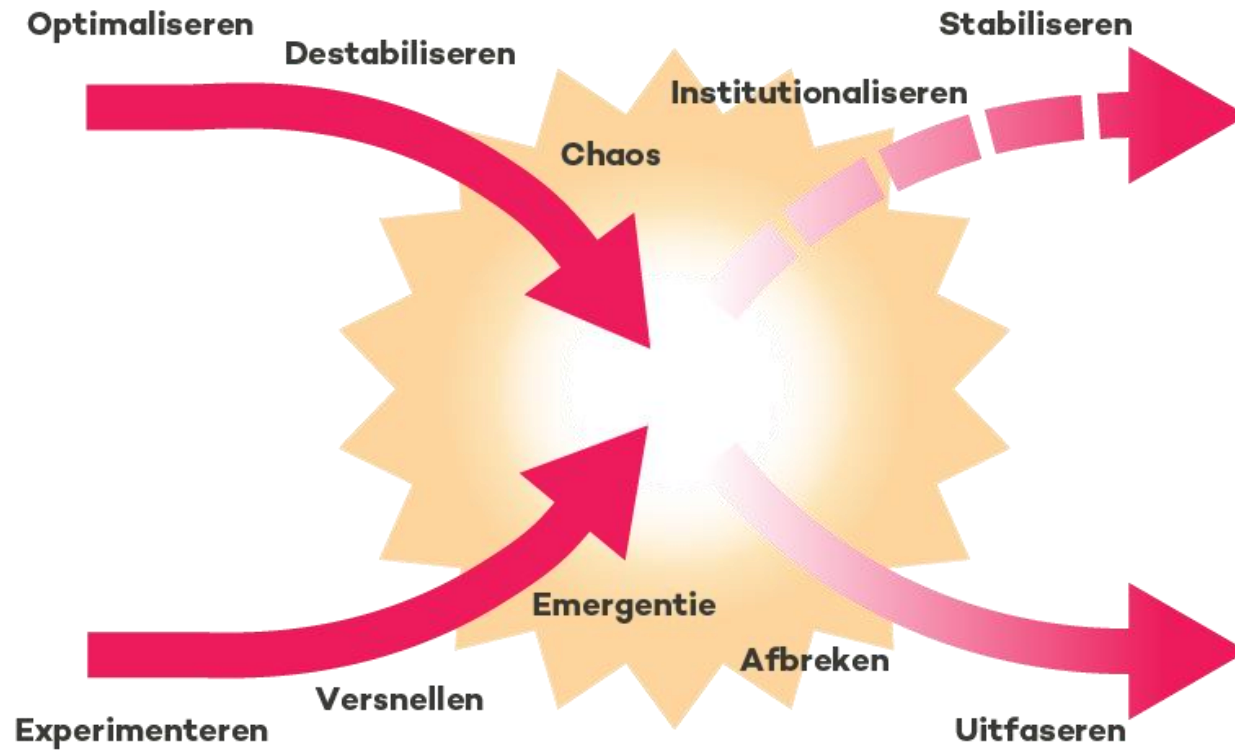 Optimaliseren
Destabiliseren
Chaos
Institutionaliseren
Stabiliseren
Experimenteren
Versnellen
Emergentie
Afbreken
Uitfaseren